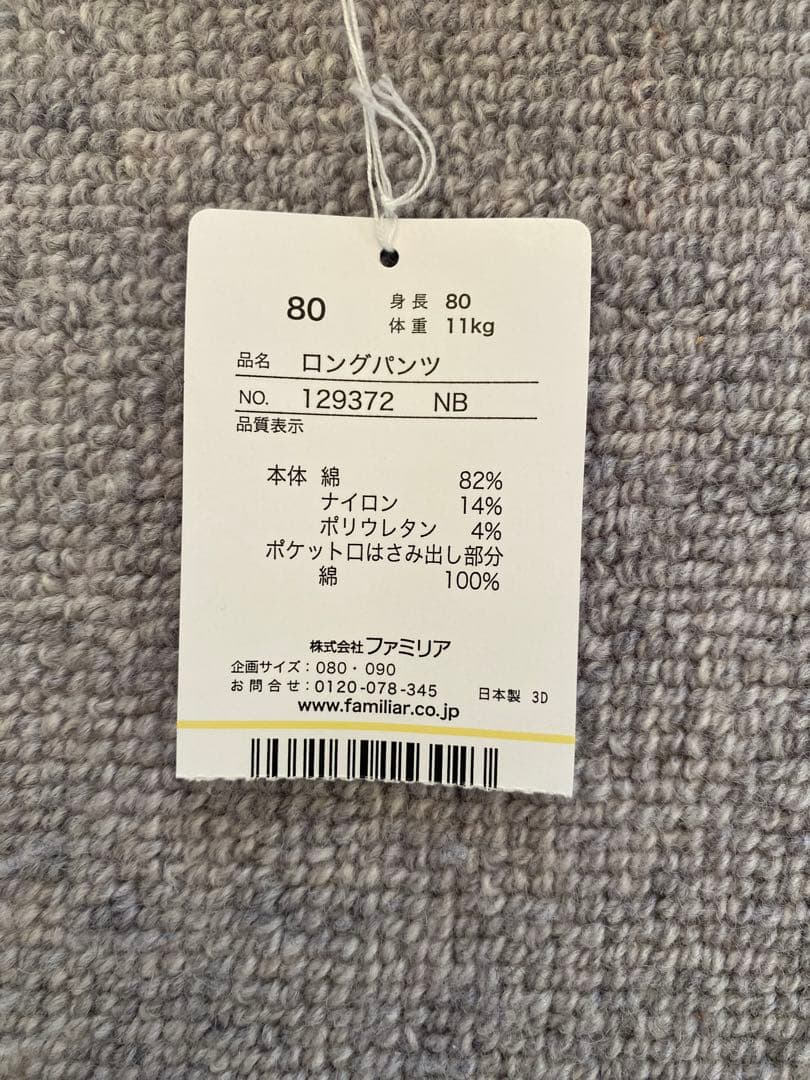 80 身長 80
体重 11kg
品名 ロングパンツ
NO. 129372 NB
品質表示
本体 綿 82%
ナイロン 14%
ポリウレタン 4%
ポケット口はさみ出し部分
綿 100%
株式会社ファミリア
企画サイズ：080・090
お問合せ：0120-078-345 日本製 3D
www.familiar.co.jp